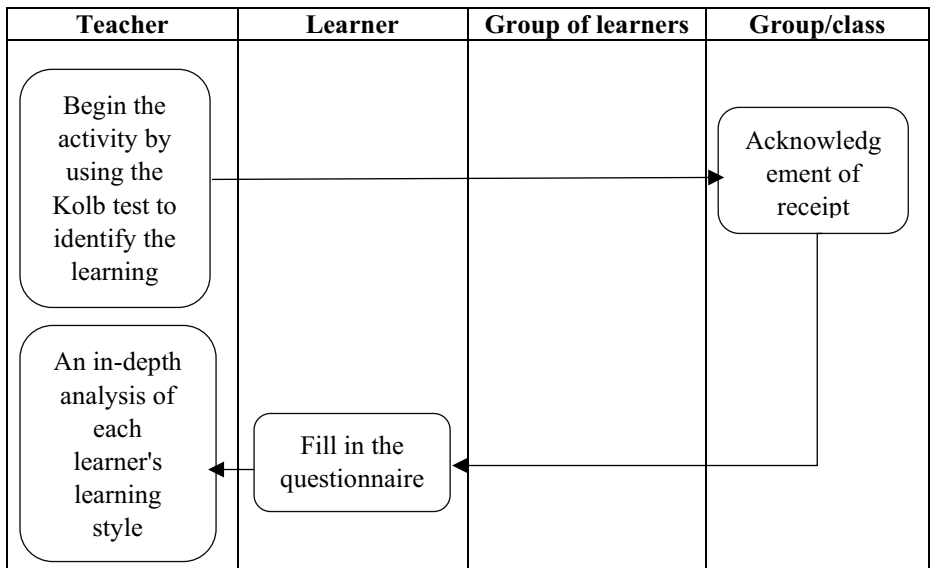 Teacher Learner Group of learners Group/class
Begin the
activity by
using the
Kolb test to
identify the
learning
Acknowledg
ement of
receipt
An in-depth
analysis of
each
learner's
learning
style
Fill in the
questionnaire